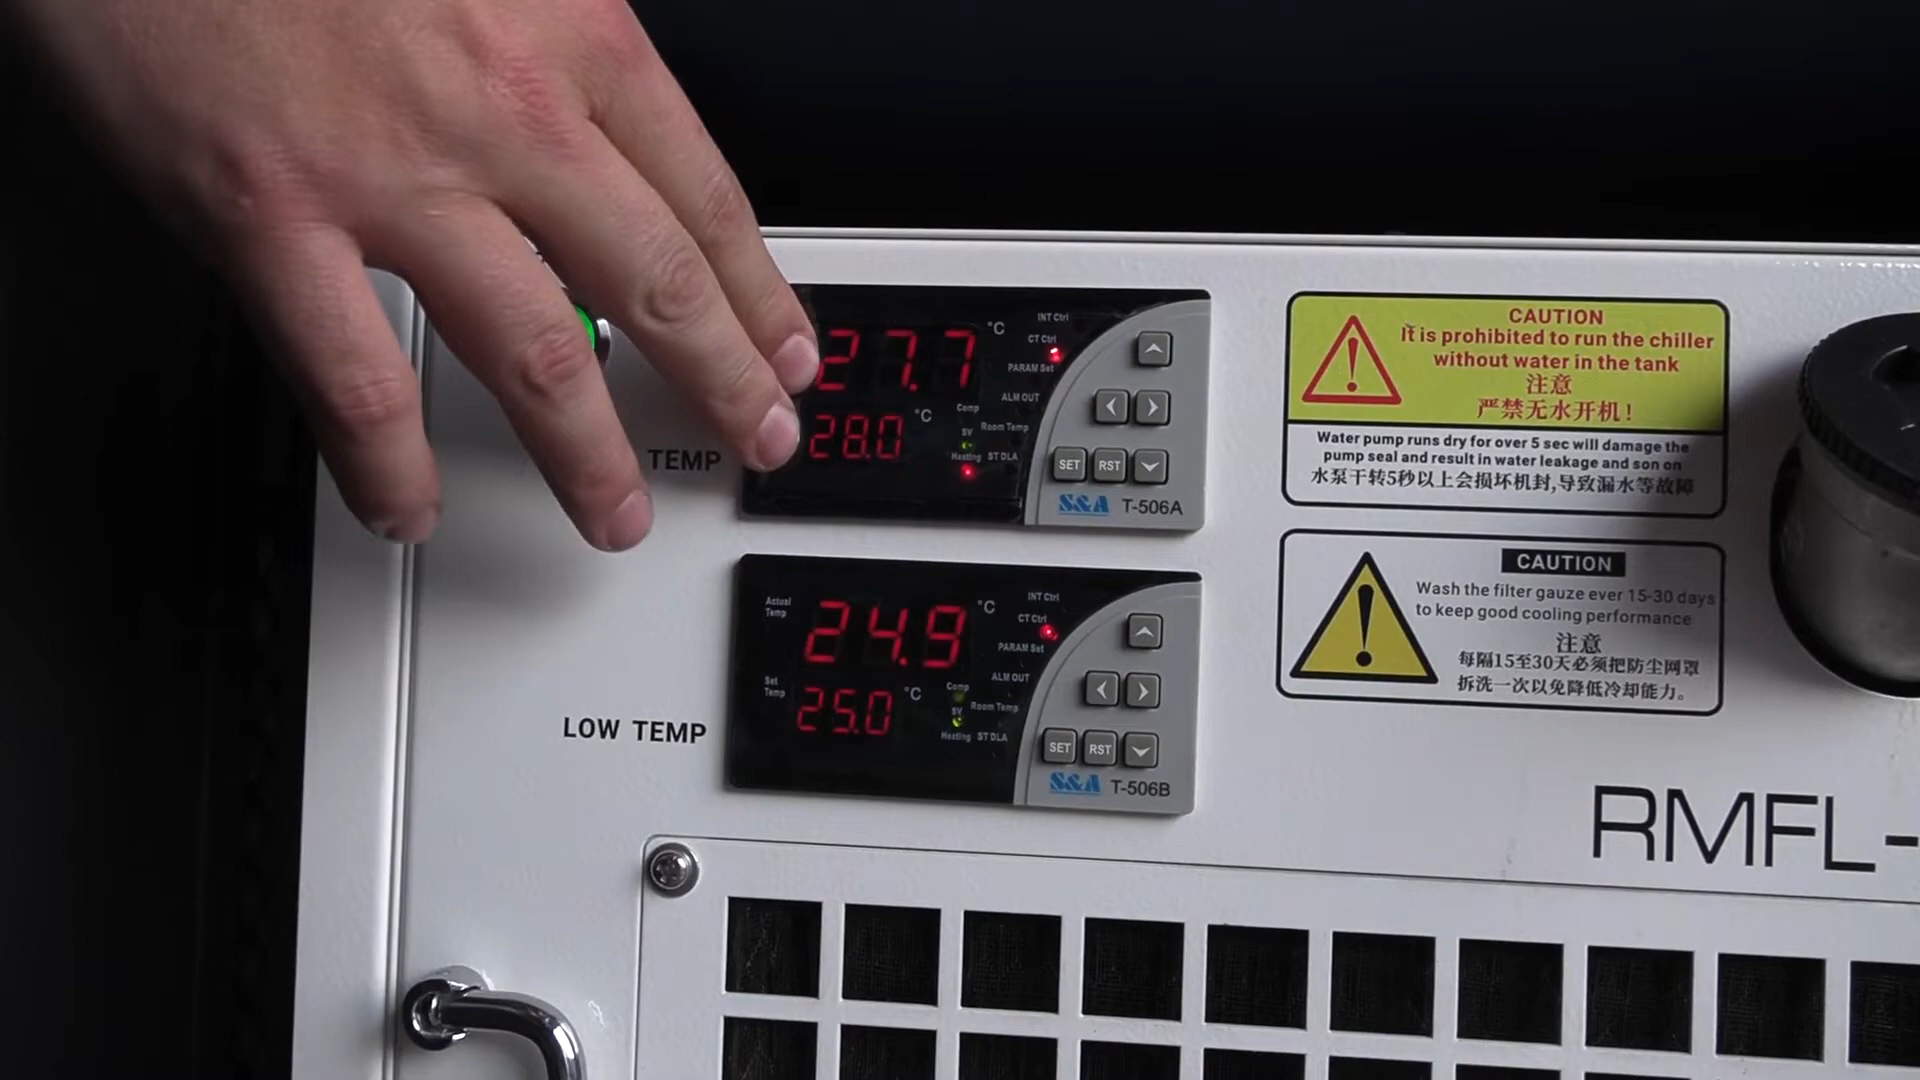 27.7 °C
28.0 °C
INT Ctrl
CT Ctrl
PARAM Set
ALM OUT
Comp
SV
Room Temp
Heating
ST DLA
SET
RST
S&A
T-506A
TEMP
CAUTION
It is prohibited to run the chiller
without water in the tank
注意
严禁无水开机！
Water pump runs dry for over 5 sec will damage the
pump seal and result in water leakage and son on
水泵干转5秒以上会损坏机封,导致漏水等故障
Actual
Temp
24.9 °C
Set
Temp
25.0 °C
INT Ctrl
CT Ctrl
PARAM Set
ALM OUT
Comp
SV
Room Temp
Heating
ST DLA
SET
RST
S&A
T-506B
LOW TEMP
CAUTION
Wash the filter gauze ever 15-30 days
to keep good cooling performance
注意
每隔15至30天必须把防尘网罩
拆洗一次以免降低冷却能力。
RMFL-